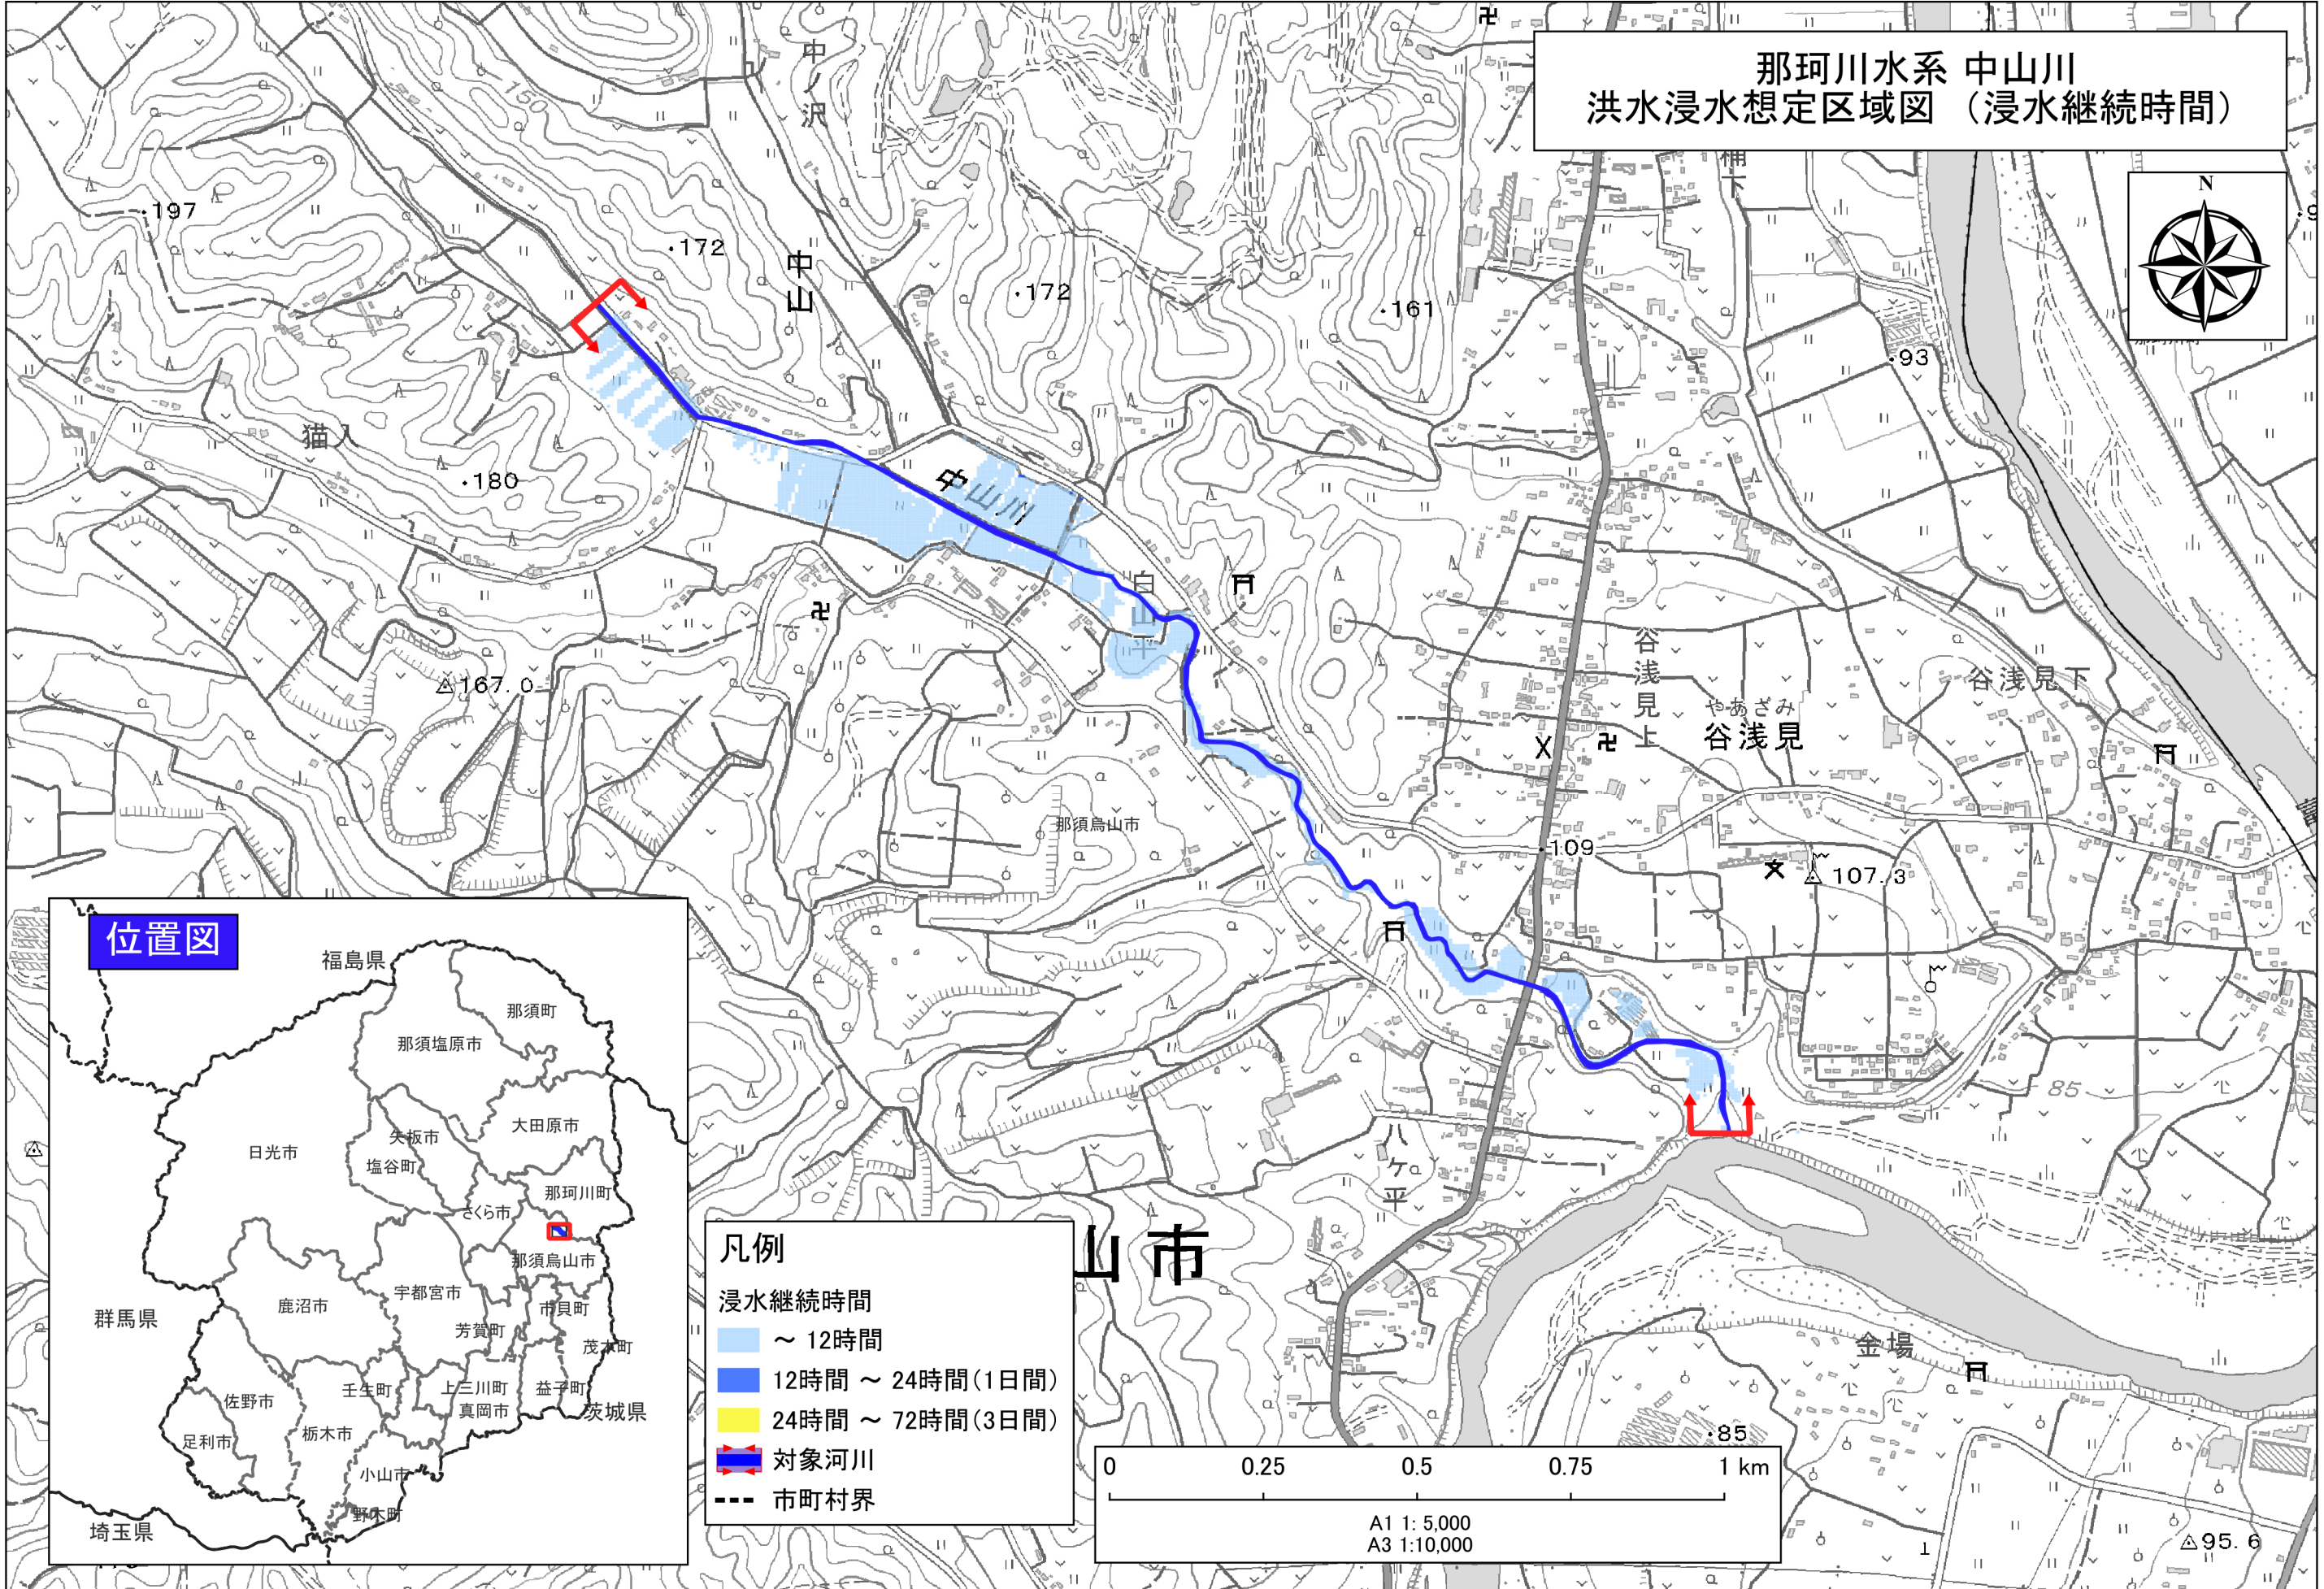 那珂川水系 中山川
洪水浸水想定区域図 （浸水継続時間）
N
中ノ沢
150
197
172
中山
172
161
93
猫入
180
中山川
白山平
谷浅見上
谷浅見下
やあざみ
谷浅見
167.0
那須烏山市
109
107.3
85
八ケ平
山市
金場
85
95.6
位置図
福島県
那須町
那須塩原市
大田原市
矢板市
日光市
塩谷町
那珂川町
さくら市
那須烏山市
宇都宮市
鹿沼市
市貝町
群馬県
芳賀町
茂木町
上三川町
益子町
壬生町
佐野市
真岡市
茨城県
栃木市
足利市
小山市
野木町
埼玉県
凡例
浸水継続時間
～ 12時間
12時間 ～ 24時間(1日間)
24時間 ～ 72時間(3日間)
対象河川
市町村界
0 0.25 0.5 0.75 1 km
A1 1: 5,000
A3 1:10,000